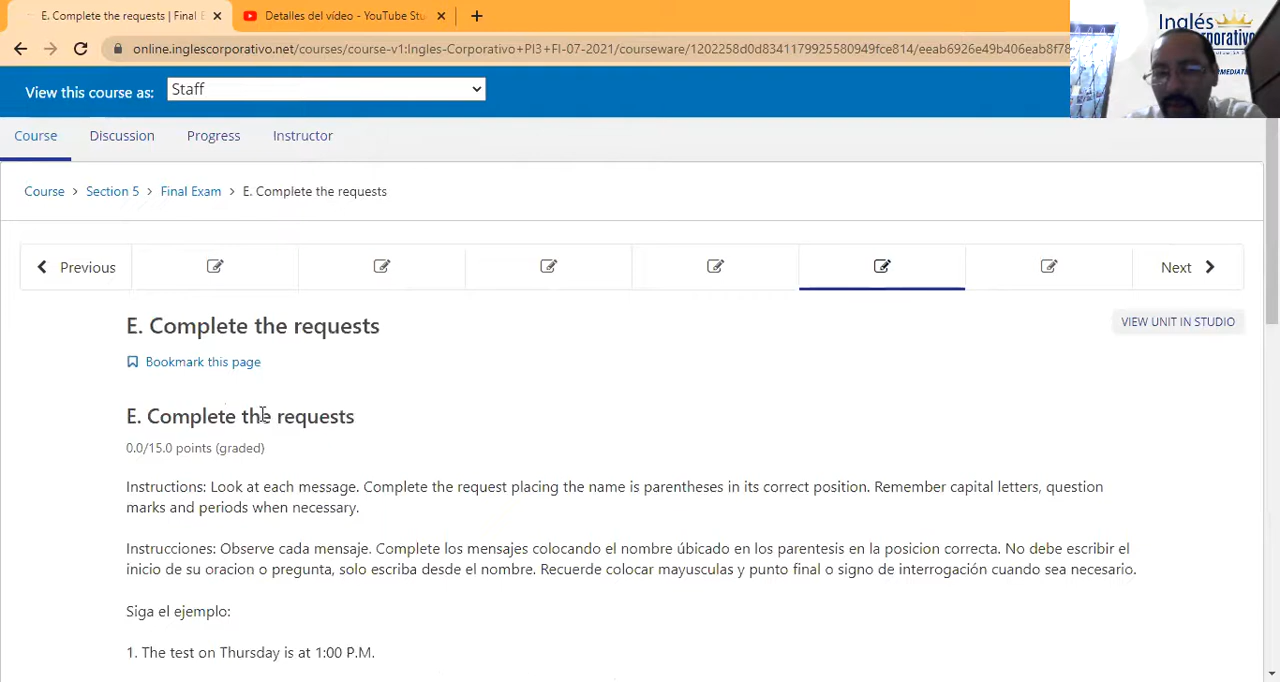 E. Complete the requests | Final E
Detalles del vídeo - YouTube Stu
online.inglescorporativo.net/courses/course-v1:Ingles-Corporativo+PI3+FI-07-2021/courseware/1202258d0d8341179925580949fce814/eeab6926e49b406eab8f78
Inglés
orporativo
View this course as:
Staff
Course
Discussion
Progress
Instructor
Course > Section 5 > Final Exam > E. Complete the requests
Previous
Next
E. Complete the requests
VIEW UNIT IN STUDIO
Bookmark this page
E. Complete the requests
0.0/15.0 points (graded)
Instructions: Look at each message. Complete the request placing the name is parentheses in its correct position. Remember capital letters, question
marks and periods when necessary.
Instrucciones: Observe cada mensaje. Complete los mensajes colocando el nombre úbicado en los parentesis en la posicion correcta. No debe escribir el
inicio de su oracion o pregunta, solo escriba desde el nombre. Recuerde colocar mayusculas y punto final o signo de interrogación cuando sea necesario.
Siga el ejemplo:
1. The test on Thursday is at 1:00 P.M.